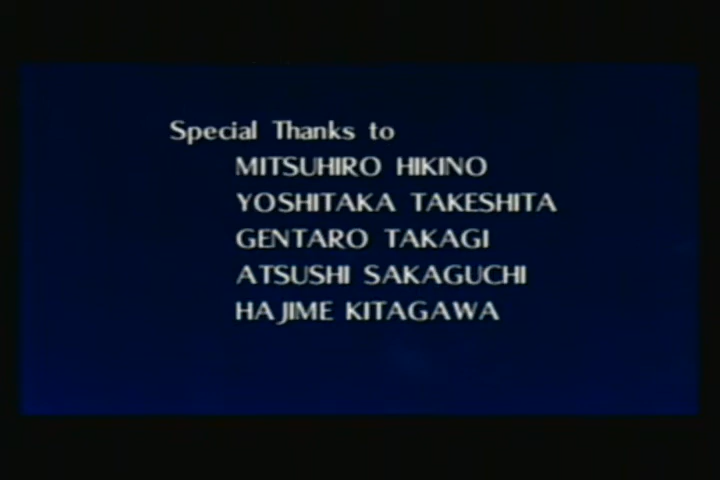 Special Thanks to
MITSUHIRO HIKINO
YOSHITAKA TAKESHITA
GENTARO TAKAGI
ATSUSHI SAKAGUCHI
HAJIME KITAGAWA